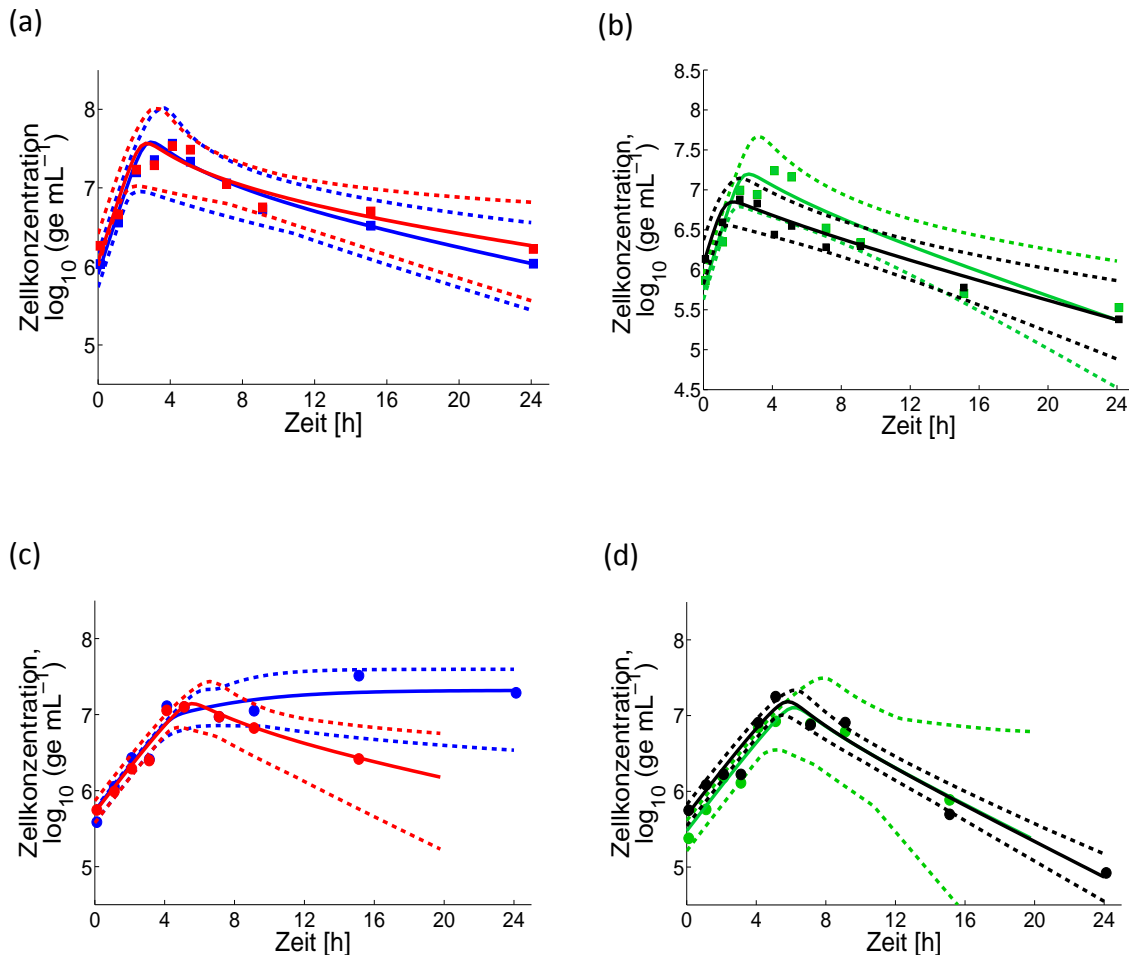 (a)
Zellkonzentration
log10 (ge mL−1)
8
7
6
5
0 4 8 12 16 20 24
Zeit [h]
(b)
Zellkonzentration,
log10 (ge mL−1)
8.5
8
7.5
7
6.5
6
5.5
5
4.5
0 4 8 12 16 20 24
Zeit [h]
(c)
Zellkonzentration,
log10 (ge mL−1)
8
7
6
5
0 4 8 12 16 20 24
Zeit [h]
(d)
Zellkonzentration,
log10 (ge mL−1)
8
7
6
5
0 4 8 12 16 20 24
Zeit [h]